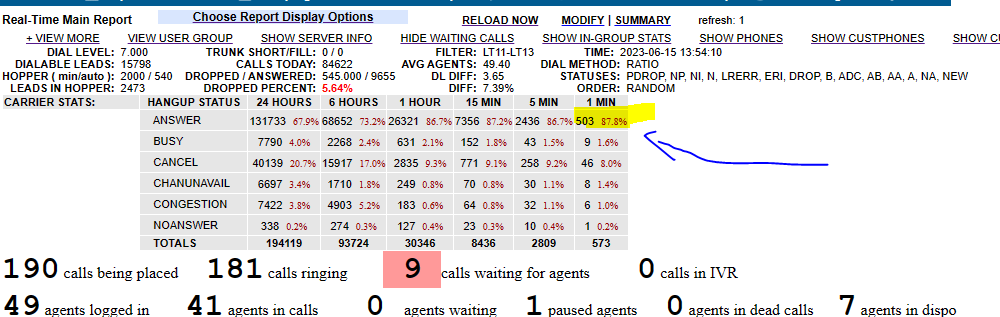 Real-Time Main Report Choose Report Display Options RELOAD NOW MODIFY | SUMMARY refresh: 1
+ VIEW MORE VIEW USER GROUP SHOW SERVER INFO HIDE WAITING CALLS SHOW IN-GROUP STATS SHOW PHONES SHOW CUSTPHONES SHOW CU
DIAL LEVEL: 7.000 TRUNK SHORT/FILL: 0 / 0 FILTER: LT11-LT13 TIME: 2023-06-15 13:54:10
DIALABLE LEADS: 15798 CALLS TODAY: 84622 AVG AGENTS: 49.40 DIAL METHOD: RATIO
HOPPER ( min/auto ): 2000 / 540 DROPPED / ANSWERED: 545.000 / 9655 DL DIFF: 3.65 STATUSES: PDROP, NP, NI, N, LRERR, ERI, DROP, B, ADC, AB, AA, A, NA, NEW
LEADS IN HOPPER: 2473 DROPPED PERCENT: 5.64% DIFF: 7.39% ORDER: RANDOM
CARRIER STATS: HANGUP STATUS 24 HOURS 6 HOURS 1 HOUR 15 MIN 5 MIN 1 MIN
ANSWER 131733 67.9% 68652 73.2% 26321 86.7% 7356 87.2% 2436 86.7% 503 87.8%
BUSY 7790 4.0% 2268 2.4% 631 2.1% 152 1.8% 43 1.5% 9 1.6%
CANCEL 40139 20.7% 15917 17.0% 2835 9.3% 771 9.1% 258 9.2% 46 8.0%
CHANUNAVAIL 6697 3.4% 1710 1.8% 249 0.8% 70 0.8% 30 1.1% 8 1.4%
CONGESTION 7422 3.8% 4903 5.2% 183 0.6% 64 0.8% 32 1.1% 6 1.0%
NOANSWER 338 0.2% 274 0.3% 127 0.4% 23 0.3% 10 0.4% 1 0.2%
TOTALS 194119 93724 30346 8436 2809 573
190 calls being placed 181 calls ringing 9 calls waiting for agents 0 calls in IVR
49 agents logged in 41 agents in calls 0 agents waiting 1 paused agents 0 agents in dead calls 7 agents in dispo